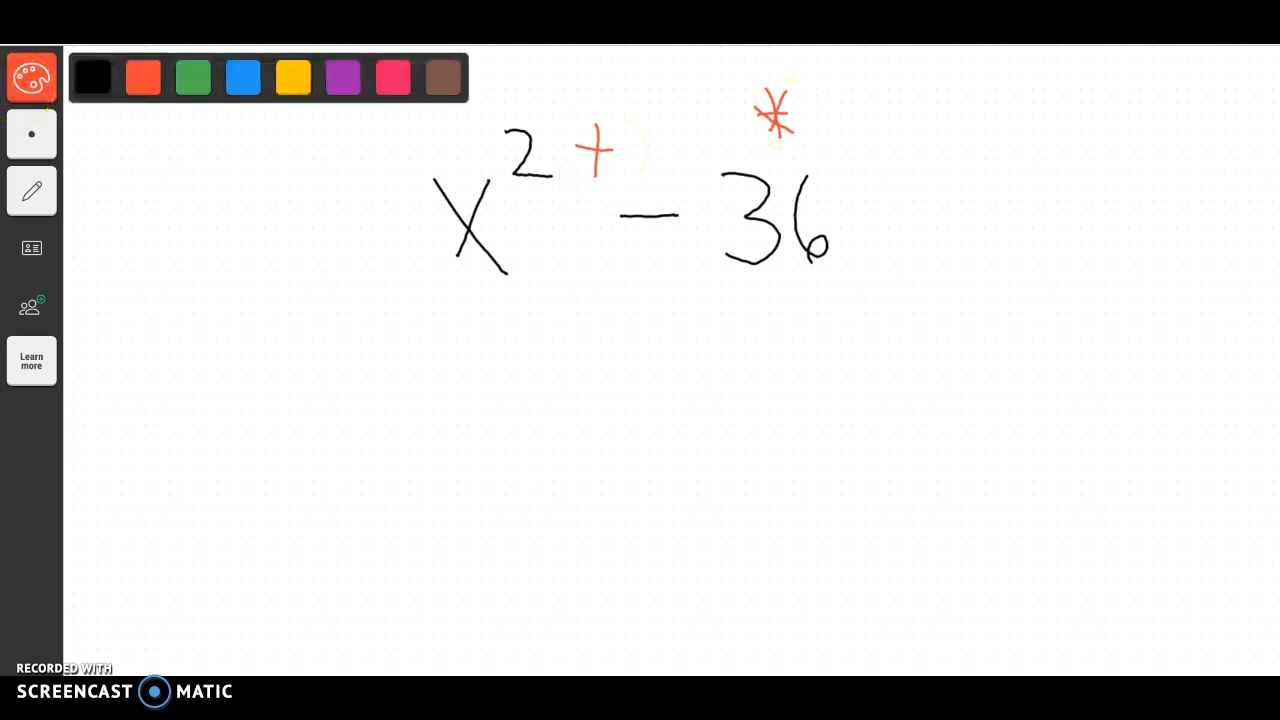 *
x² + - 36
Learn more
RECORDED WITH
SCREENCAST MATIC